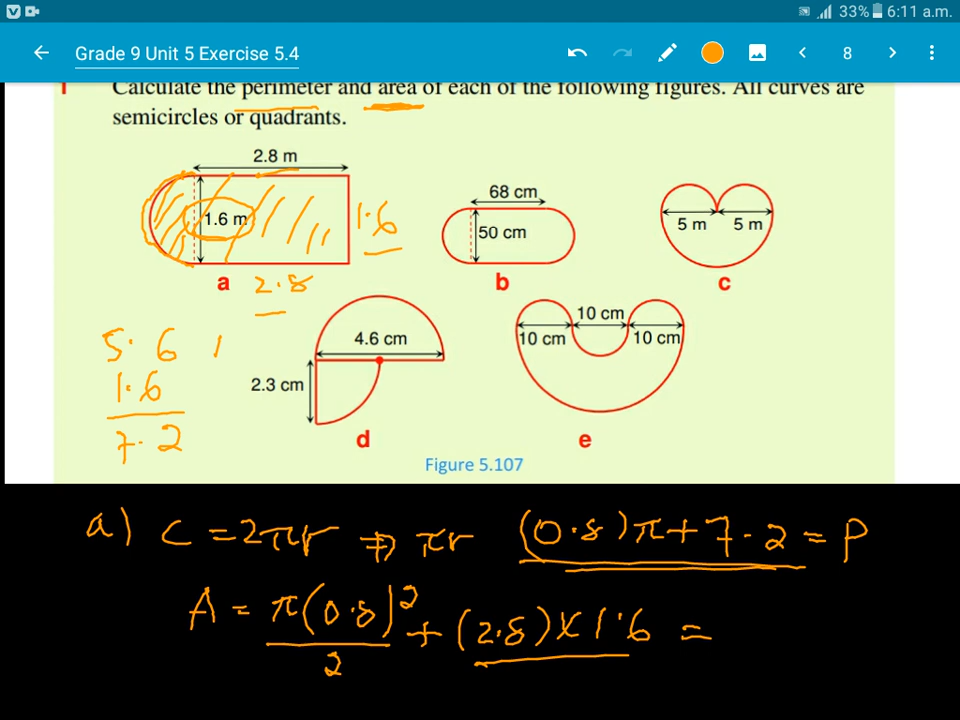 33% 6:11 a.m.
Grade 9 Unit 5 Exercise 5.4
8
1 Calculate the perimeter and area of each of the following figures. All curves are
semicircles or quadrants.
2.8 m
1.6 m
1.6
a
2.8
68 cm
50 cm
b
5 m 5 m
c
5.6
1.6
7.2
4.6 cm
2.3 cm
d
10 cm
10 cm 10 cm
e
Figure 5.107
a) C = 2πr ⇒ πr (0.8)π + 7.2 = P
A = π(0.8)²/2 + (2.8) × 1.6 =